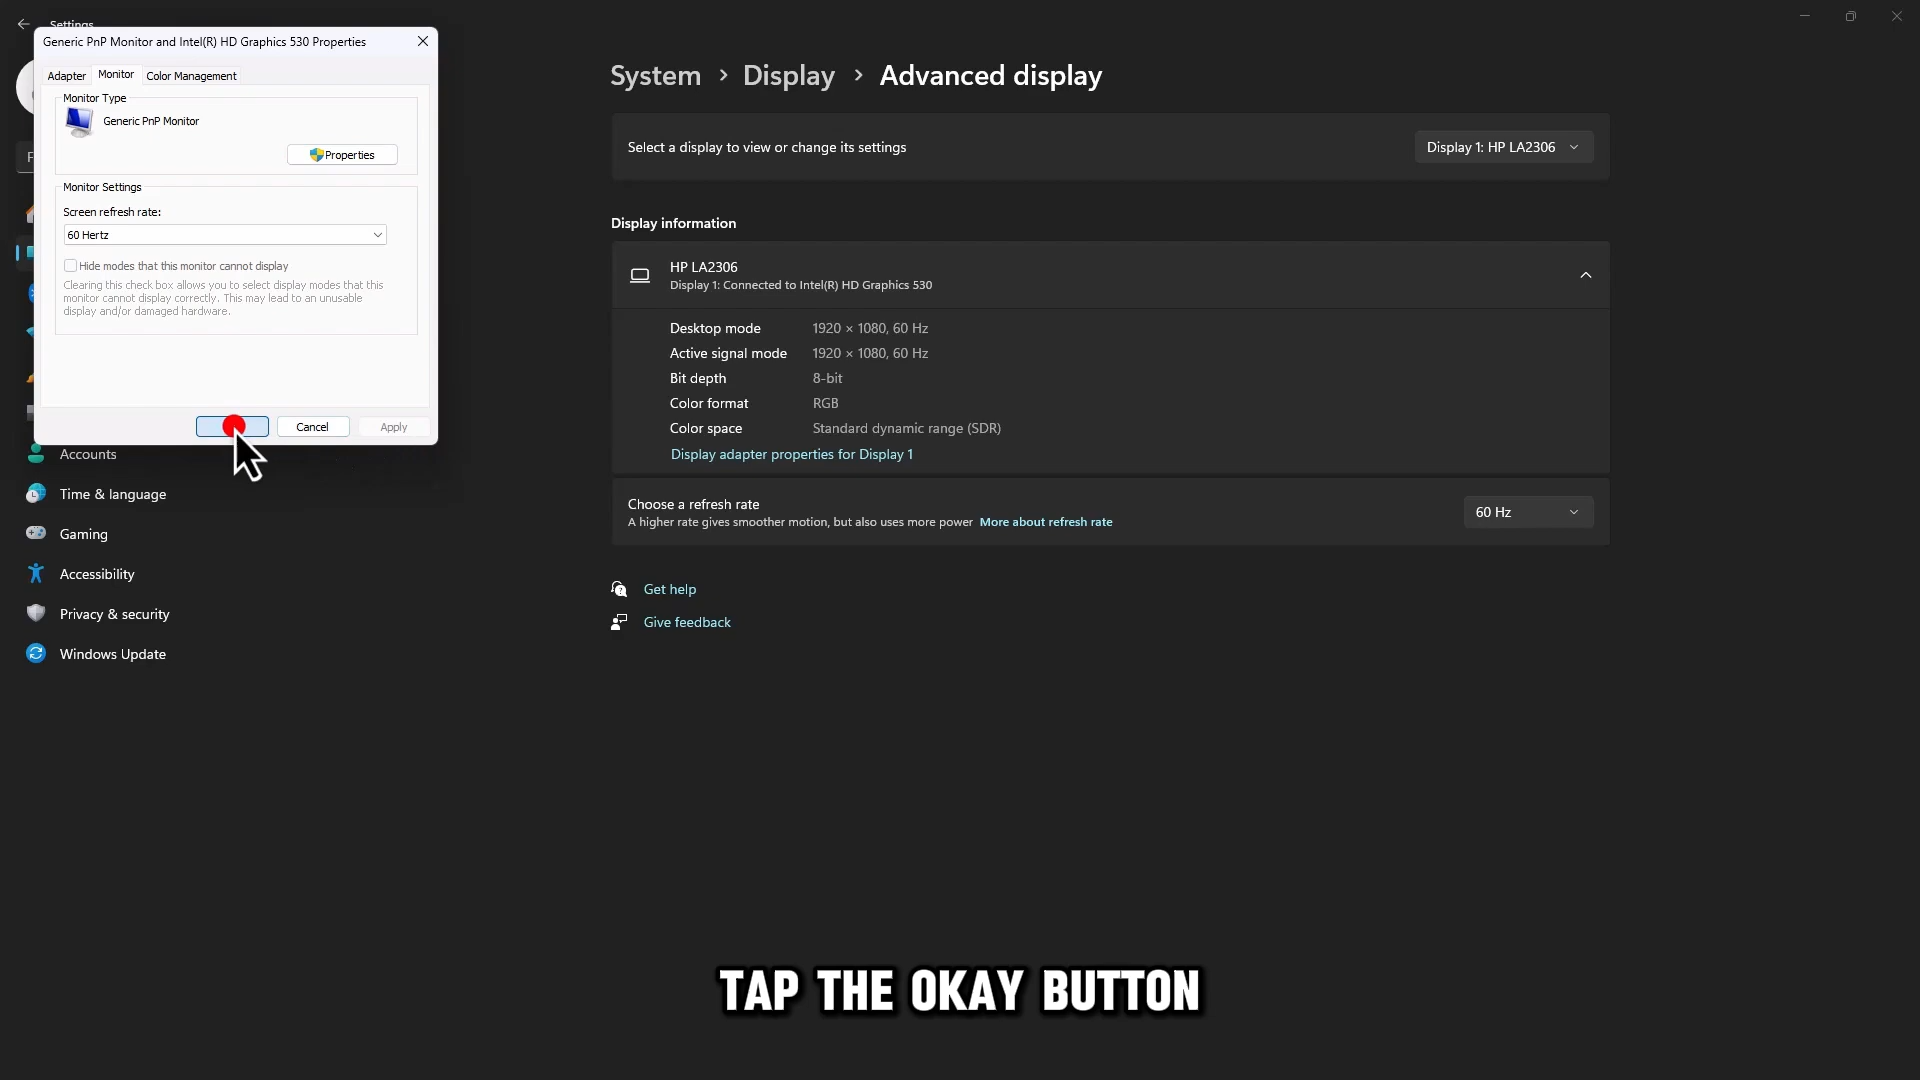 Settings
Generic PnP Monitor and Intel(R) HD Graphics 530 Properties
Adapter
Monitor
Color Management
Monitor Type
Generic PnP Monitor
Properties
Monitor Settings
Screen refresh rate:
60 Hertz
Hide modes that this monitor cannot display
Clearing this check box allows you to select display modes that this
monitor cannot display correctly. This may lead to an unusable
display and/or damaged hardware.
Cancel
Apply
Accounts
Time & language
Gaming
Accessibility
Privacy & security
Windows Update
System > Display > Advanced display
Select a display to view or change its settings
Display 1: HP LA2306
Display information
HP LA2306
Display 1: Connected to Intel(R) HD Graphics 530
Desktop mode 1920 × 1080, 60 Hz
Active signal mode 1920 × 1080, 60 Hz
Bit depth 8-bit
Color format RGB
Color space Standard dynamic range (SDR)
Display adapter properties for Display 1
Choose a refresh rate
A higher rate gives smoother motion, but also uses more power More about refresh rate
60 Hz
Get help
Give feedback
TAP THE OKAY BUTTON